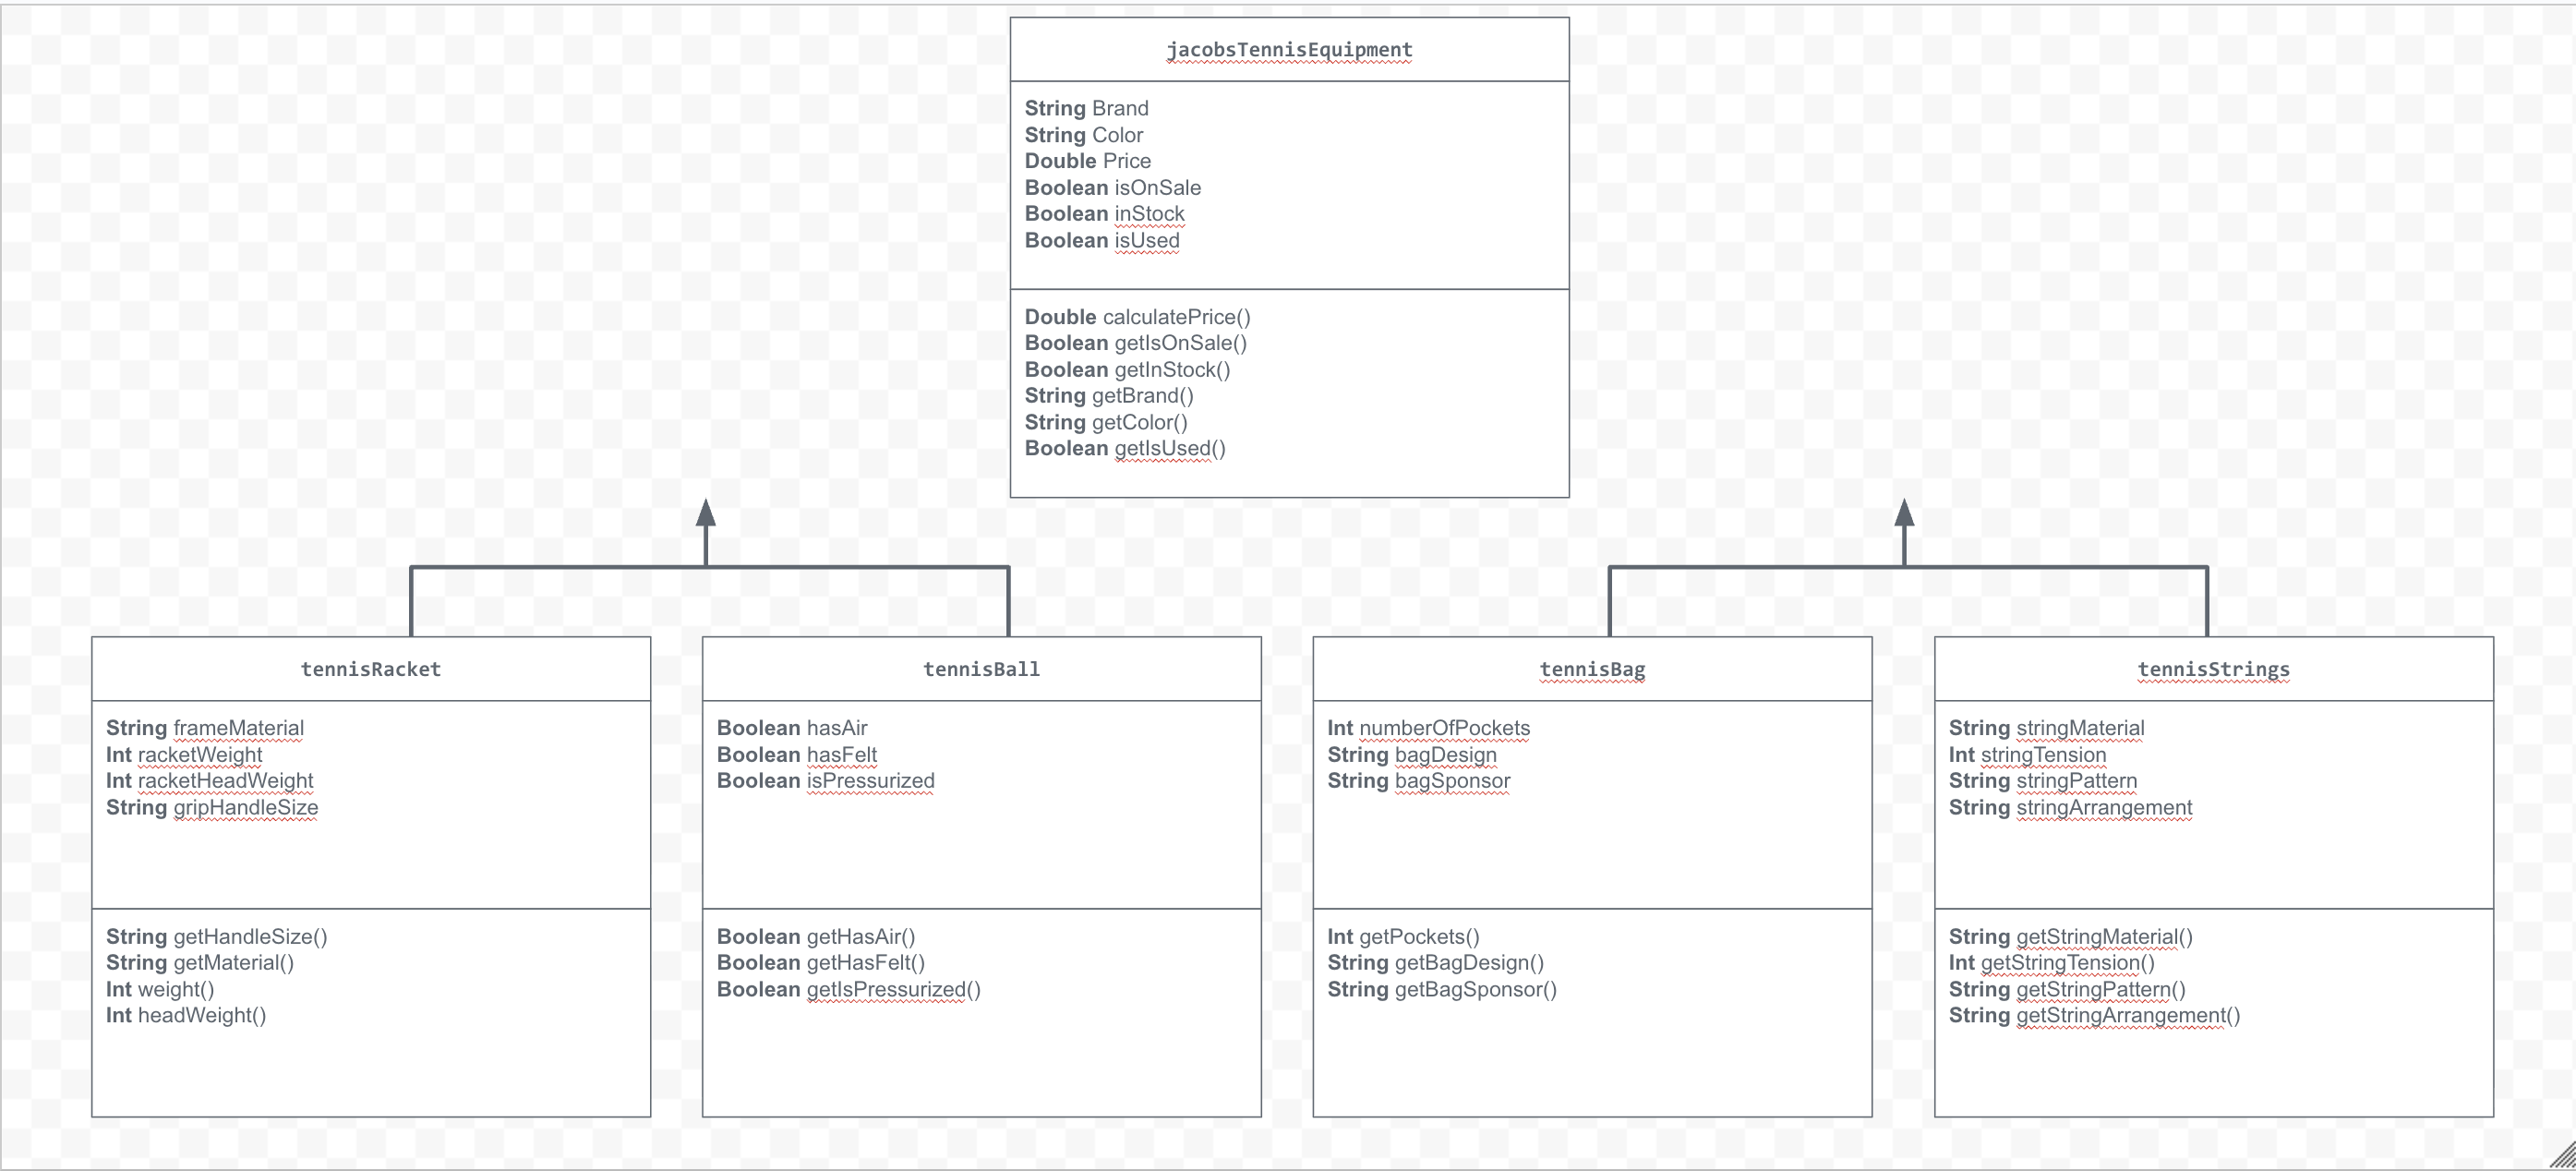 jacobsTennisEquipment
String Brand
String Color
Double Price
Boolean isOnSale
Boolean inStock
Boolean isUsed
Double calculatePrice()
Boolean getIsOnSale()
Boolean getInStock()
String getBrand()
String getColor()
Boolean getIsUsed()
tennisRacket
String frameMaterial
Int racketWeight
Int racketHeadWeight
String gripHandleSize
String getHandleSize()
String getMaterial()
Int weight()
Int headWeight()
tennisBall
Boolean hasAir
Boolean hasFelt
Boolean isPressurized
Boolean getHasAir()
Boolean getHasFelt()
Boolean getIsPressurized()
tennisBag
Int numberOfPockets
String bagDesign
String bagSponsor
Int getPockets()
String getBagDesign()
String getBagSponsor()
tennisStrings
String stringMaterial
Int stringTension
String stringPattern
String stringArrangement
String getStringMaterial()
Int getStringTension()
String getStringPattern()
String getStringArrangement()